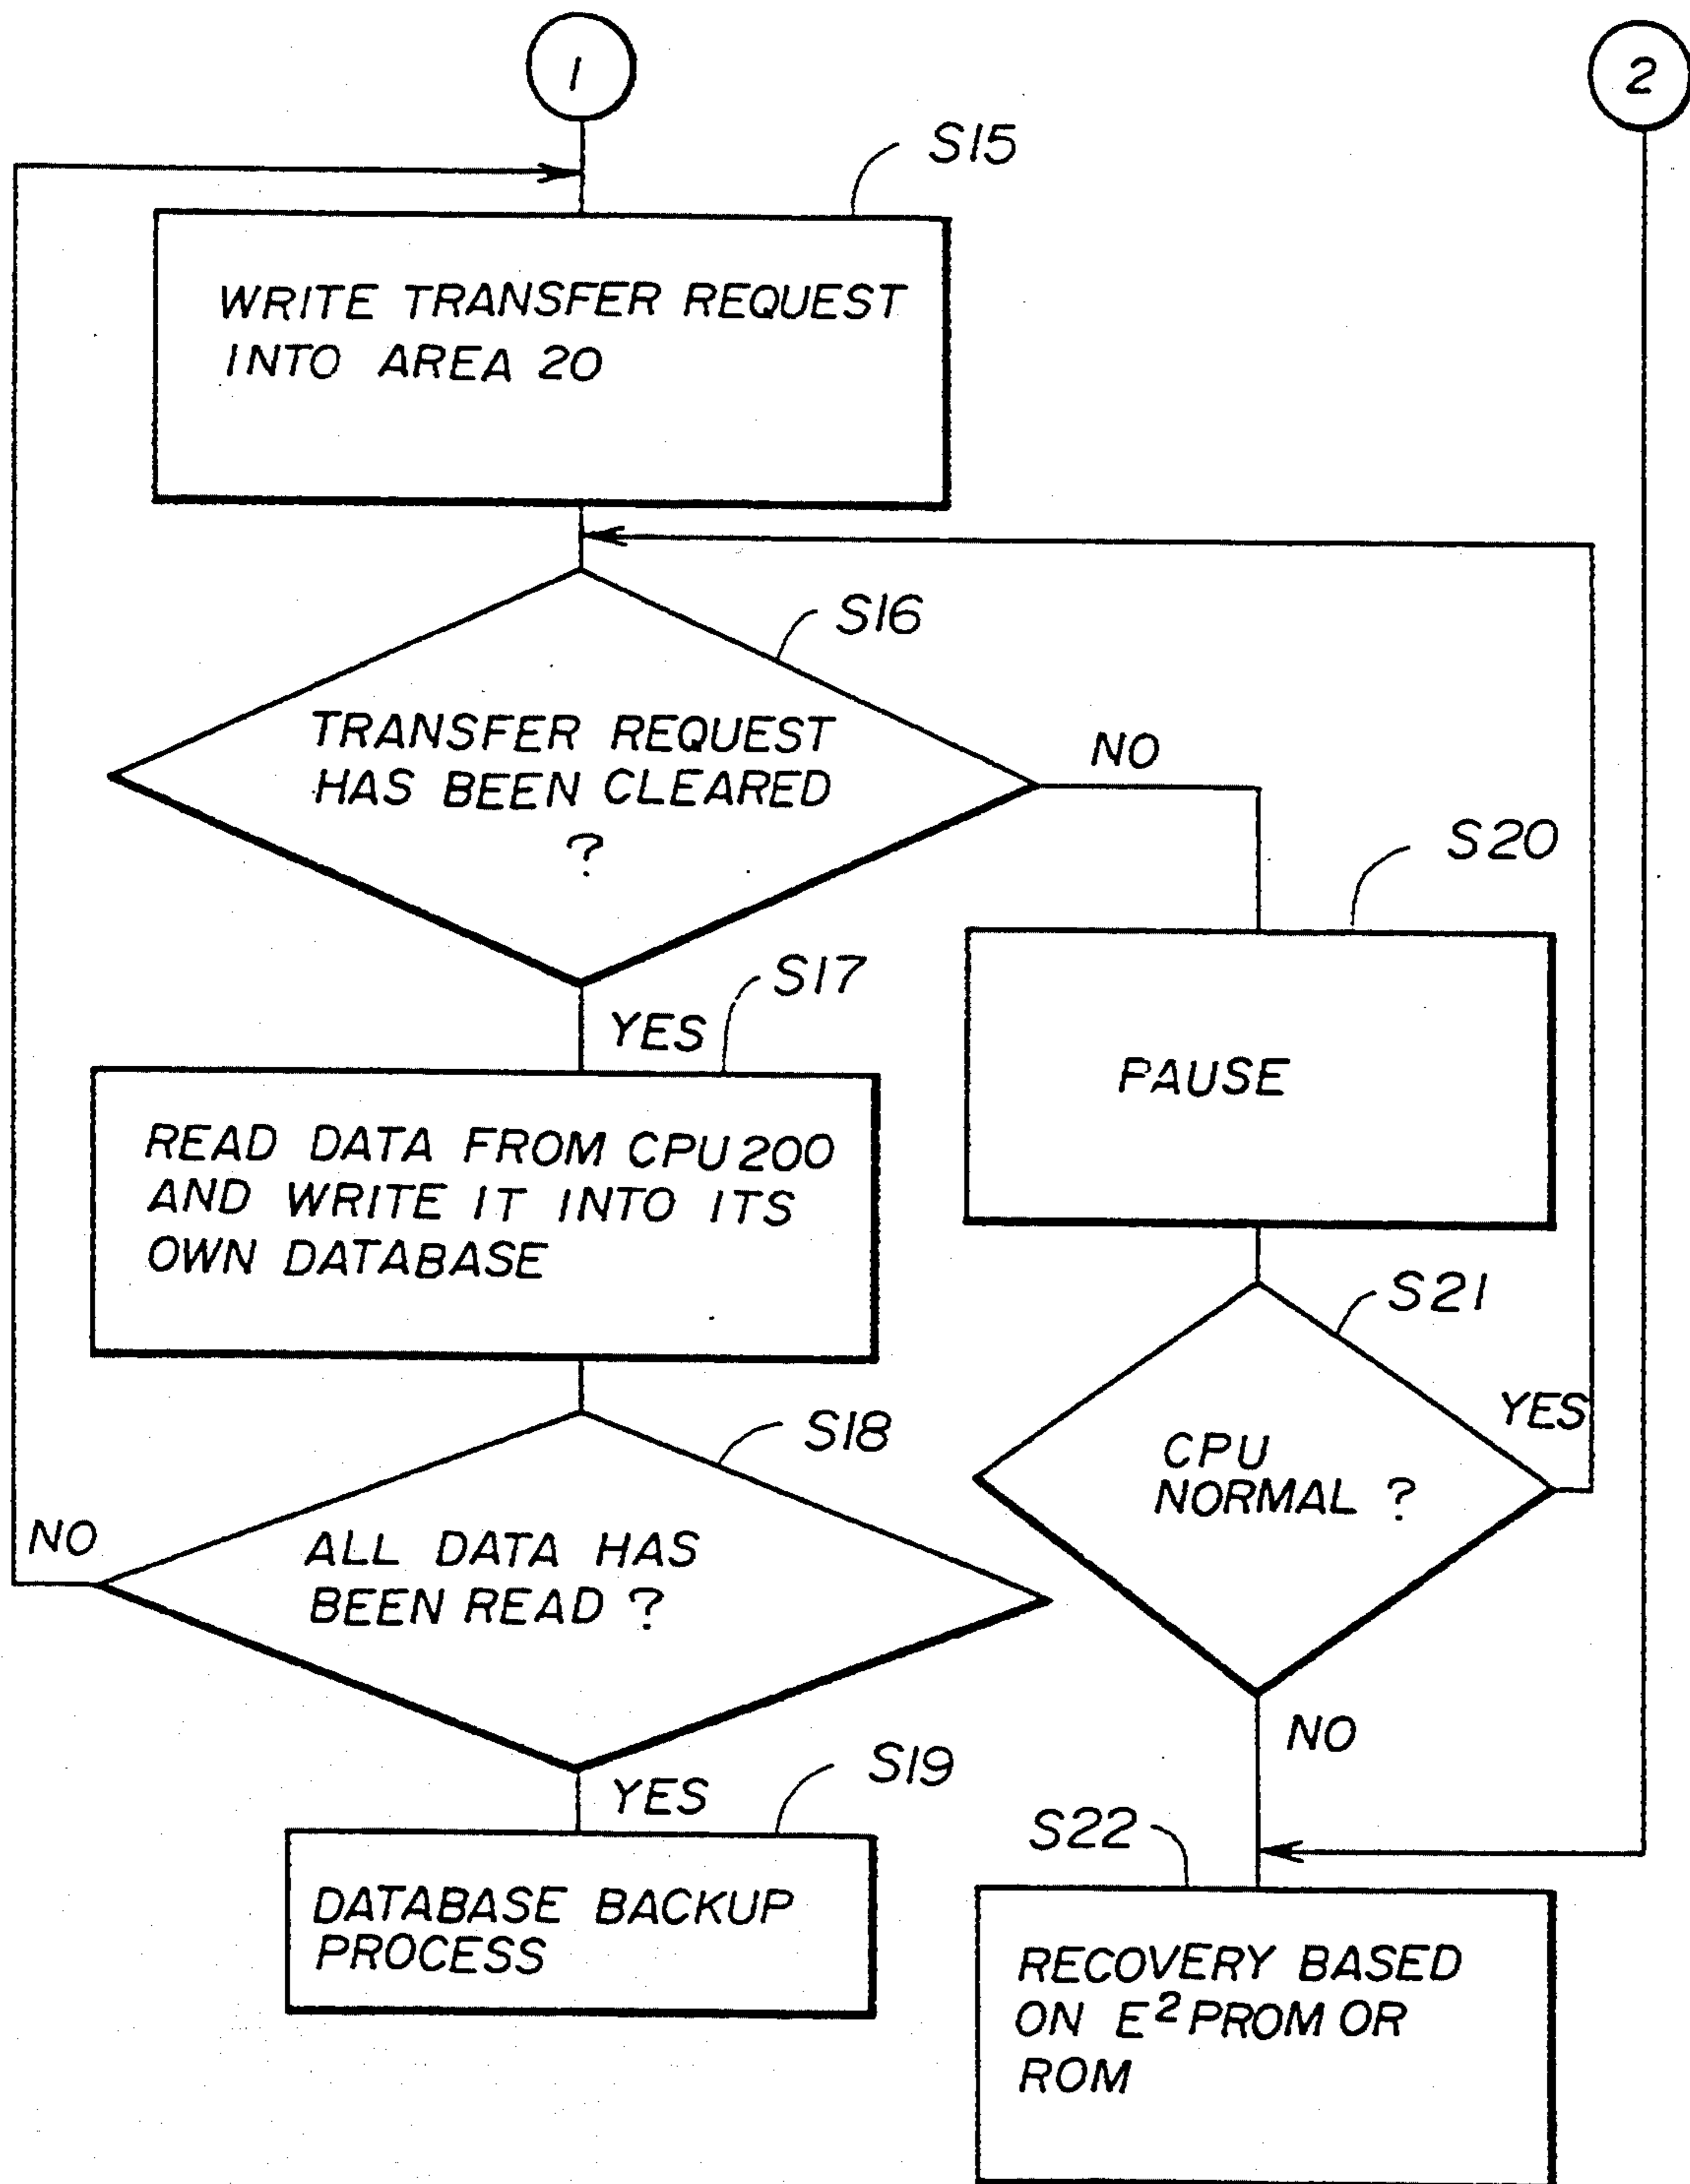 1
2
S15
WRITE TRANSFER REQUEST
INTO AREA 20
S16
TRANSFER REQUEST
HAS BEEN CLEARED
?
NO
S20
PAUSE
S17
YES
READ DATA FROM CPU 200
AND WRITE IT INTO ITS
OWN DATABASE
S21
CPU
NORMAL ?
YES
S18
ALL DATA HAS
BEEN READ ?
NO
NO
S19
YES
DATABASE BACKUP
PROCESS
S22
RECOVERY BASED
ON E² PROM OR
ROM